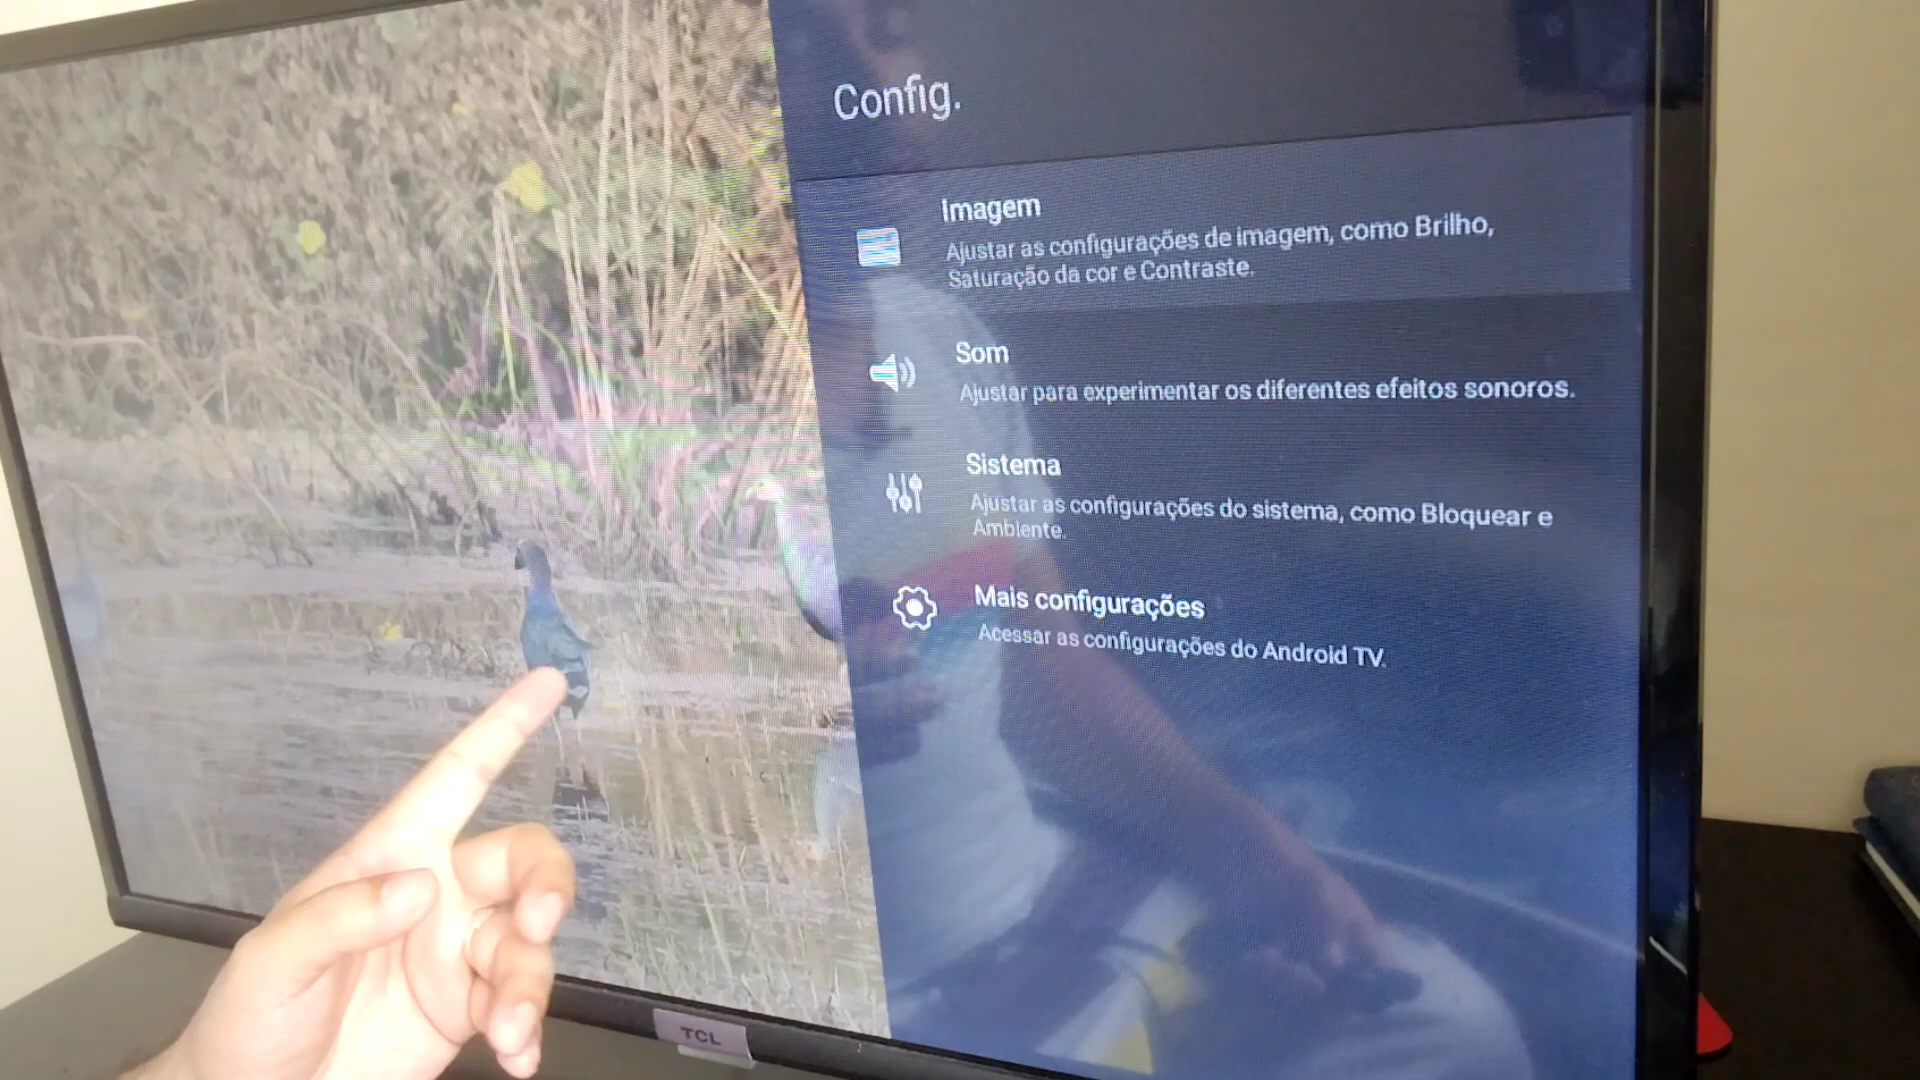 Config.
Imagem
Ajustar as configurações de imagem, como Brilho,
Saturação da cor e Contraste.
Som
Ajustar para experimentar os diferentes efeitos sonoros.
Sistema
Ajustar as configurações do sistema, como Bloquear e
Ambiente.
Mais configurações
Acessar as configurações do Android TV.
TCL